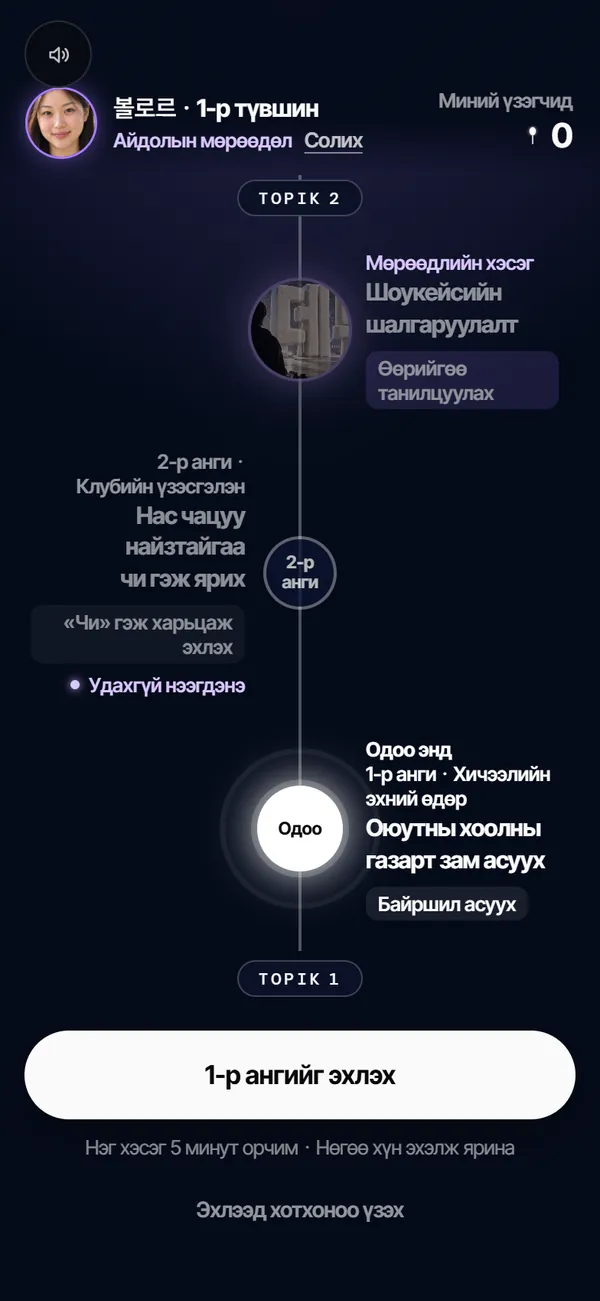 볼로르 · 1-р түвшин
Айдолын мөрөөдөл Солих
Миний үзэгчид
0
TOPIK 2
Мөрөөдлийн хэсэг
Шоукейсийн
шалгаруулалт
Өөрийгөө
танилцуулах
2-р анги ·
Клубийн үзэсгэлэн
Нас чацуу
найзтайгаа
чи гэж ярих
«Чи» гэж харьцаж
эхлэх
Удахгүй нээгдэнэ
2-р
анги
Одоо энд
1-р анги · Хичээлийн
эхний өдөр
Оюутны хоолны
газарт зам асуух
Байршил асуух
Одоо
TOPIK 1
1-р ангийг эхлэх
Нэг хэсэг 5 минут орчим · Нөгөө хүн эхэлж ярина
Эхлээд хотхоноо үзэх